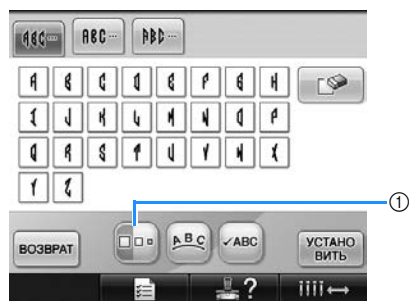 ABC... ABC... ABC...
A B C D E F G H
I J K L M N O P
Q R S T U V W X
Y Z
①
ВОЗВРАТ ABC ✓ABC УСТАНО
ВИТЬ
?